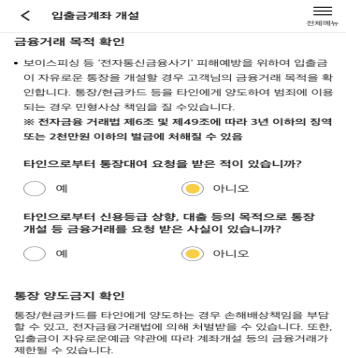 입출금계좌 개설
전체메뉴
금융거래 목적 확인
• 보이스피싱 등 '전자통신금융사기' 피해예방을 위하여 입출금
이 자유로운 통장을 개설할 경우 고객님의 금융거래 목적을 확
인합니다. 통장/현금카드 등을 타인에게 양도하여 범죄에 이용
되는 경우 민형사상 책임을 질 수있습니다.
※ 전자금융 거래법 제6조 및 제49조에 따라 3년 이하의 징역
또는 2천만원 이하의 벌금에 처해질 수 있음
타인으로부터 통장대여 요청을 받은 적이 있습니까?
예 아니오
타인으로부터 신용등급 상향, 대출 등의 목적으로 통장
개설 등 금융거래를 요청 받은 사실이 있습니까?
예 아니오
통장 양도금지 확인
통장/현금카드를 타인에게 양도하는 경우 손해배상책임을 부담
할 수 있고, 전자금융거래법에 의해 처벌받을 수 있습니다. 또한,
입출금이 자유로운예금 약관에 따라 계좌개설 등의 금융거래가
제한될 수 있습니다.